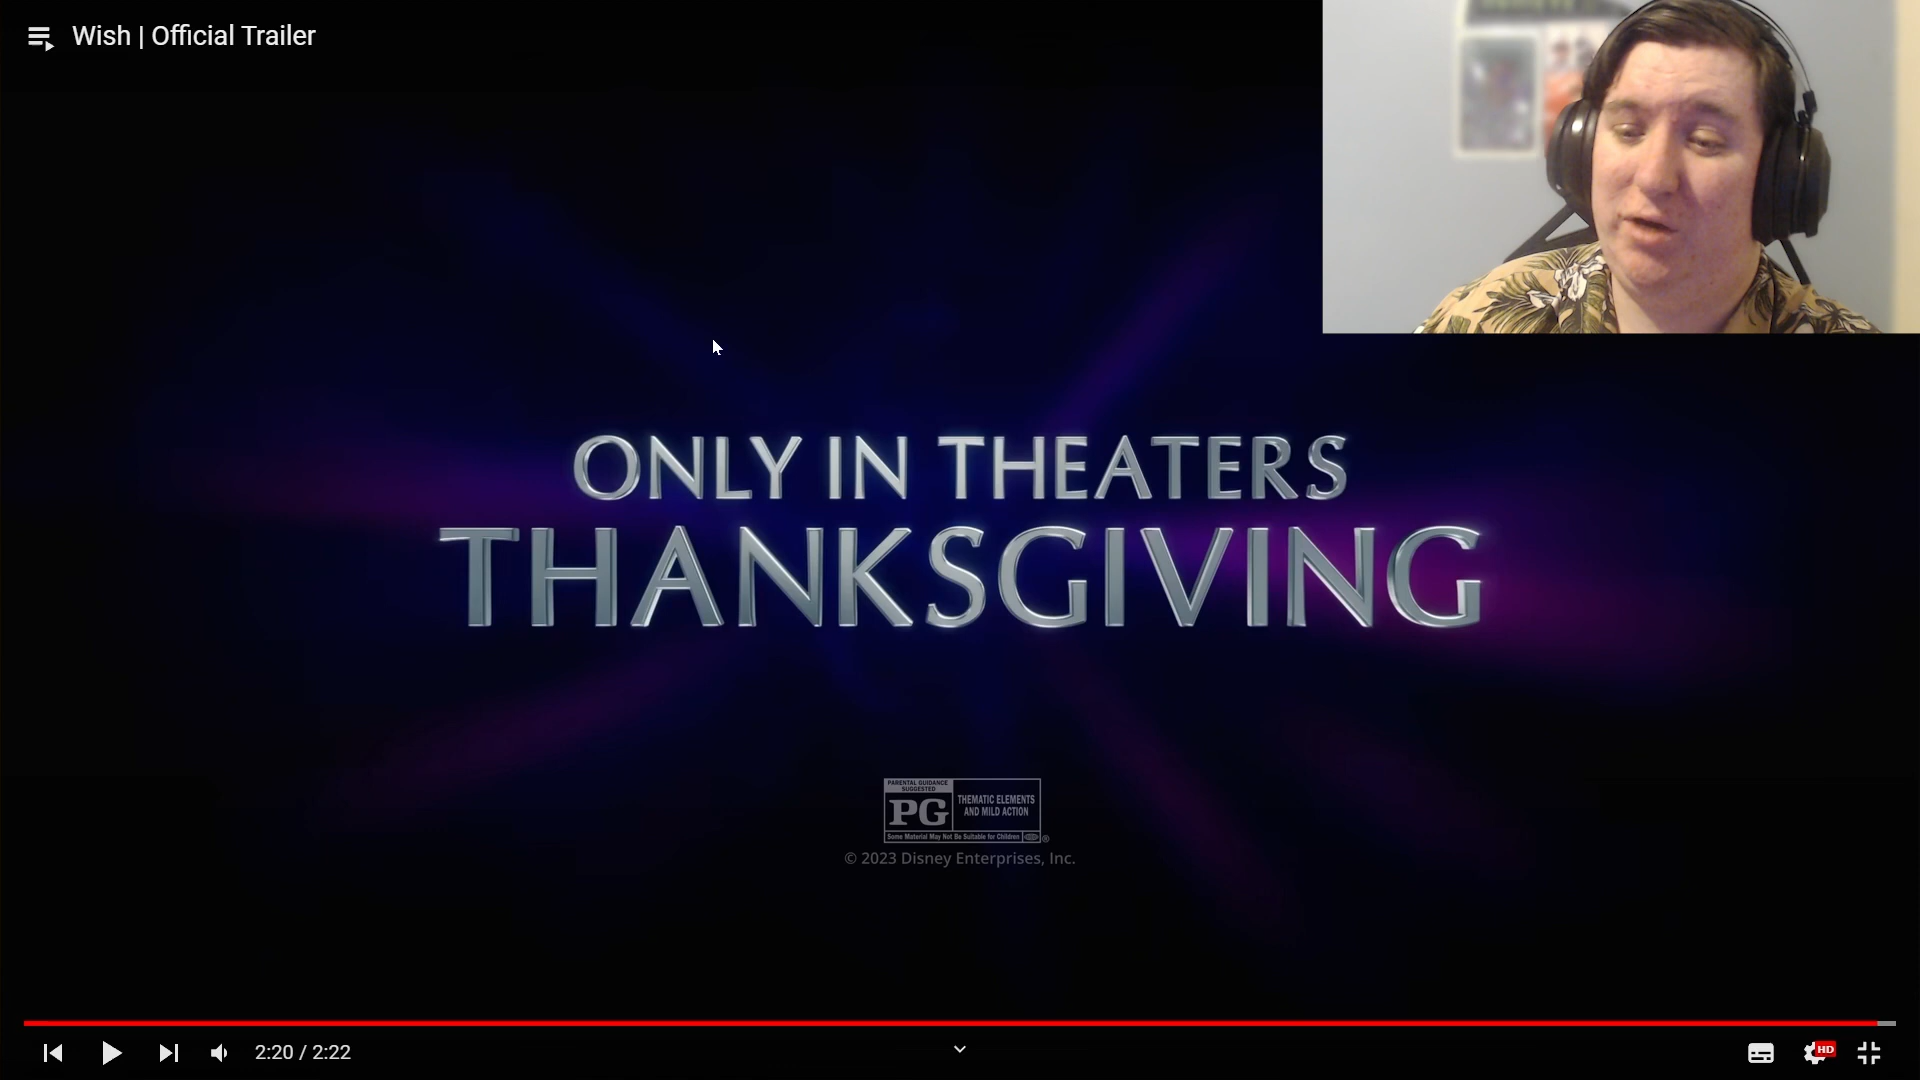 Wish | Official Trailer
ONLY IN THEATERS
THANKSGIVING
PARENTAL GUIDANCE
SUGGESTED
PG
THEMATIC ELEMENTS
AND MILD ACTION
Some Material May Not Be Suitable for Children
®
© 2023 Disney Enterprises, Inc.
2:20 / 2:22
HD